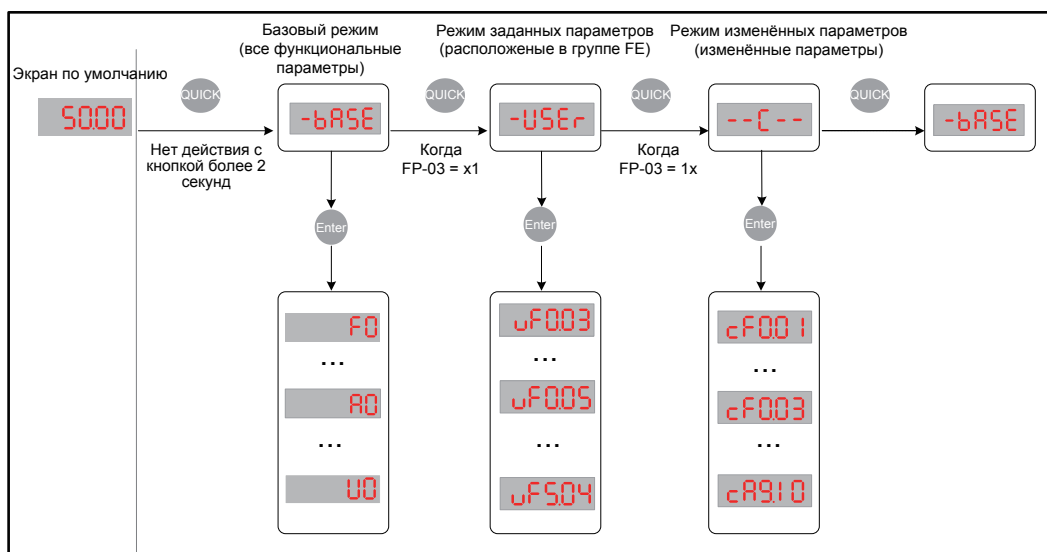 Базовый режим
(все функциональные
параметры)
Режим заданных параметров
(расположеные в группе FE)
Режим изменённых параметров
(изменённые параметры)
Экран по умолчанию
50.00
QUICK
-bASE
QUICK
-USEr
QUICK
--C--
QUICK
-bASE
Нет действия с
кнопкой более 2
секунд
Когда
FP-03 = x1
Когда
FP-03 = 1x
Enter
Enter
Enter
F0
...
A0
...
U0
uF0.03
...
uF0.05
...
uF5.04
cF0.01
...
cF0.03
...
cA9.10